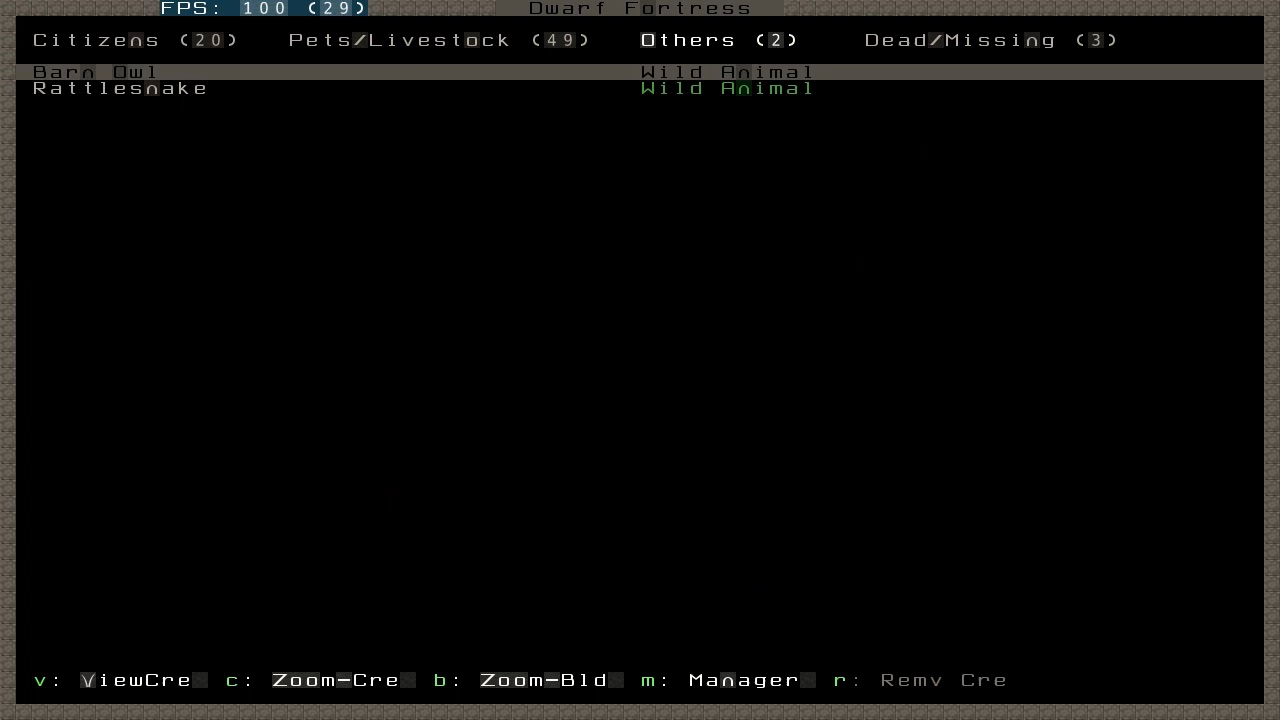 FPS: 100 (29) Dwarf Fortress
Citizens (20) Pets/Livestock (49) Others (2) Dead/Missing (3)
Barn Owl Wild Animal
Rattlesnake Wild Animal
v: ViewCre c: Zoom-Cre b: Zoom-Bld m: Manager r: Remv Cre